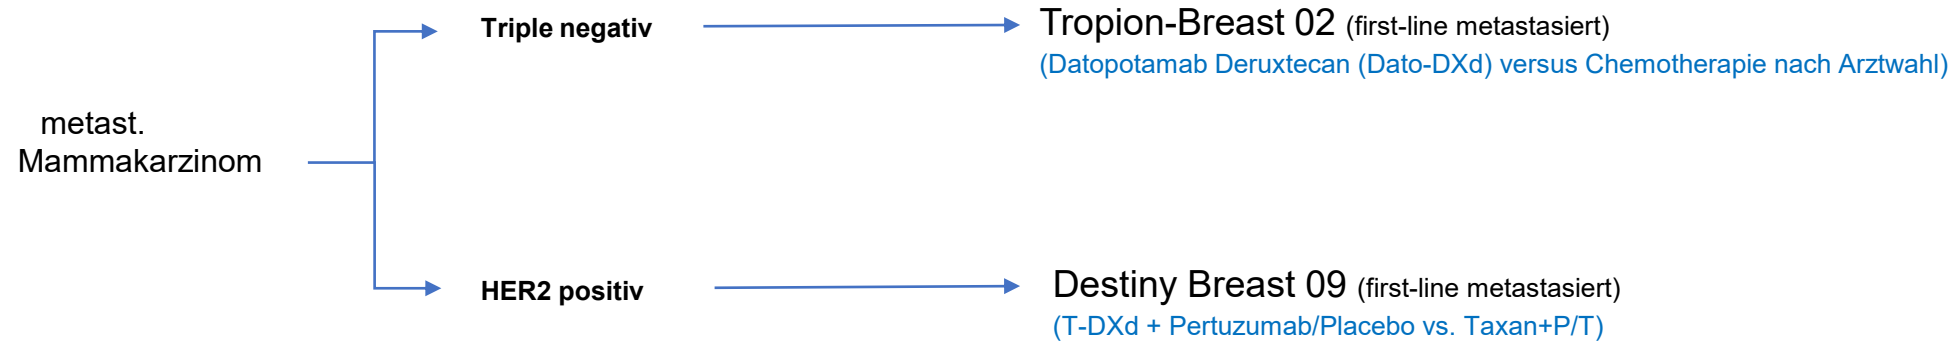 Triple negativ
Tropion-Breast 02 (first-line metastasiert)
(Datopotamab Deruxtecan (Dato-DXd) versus Chemotherapie nach Arztwahl)
metast.
Mammakarzinom
HER2 positiv
Destiny Breast 09 (first-line metastasiert)
(T-DXd + Pertuzumab/Placebo vs. Taxan+P/T)